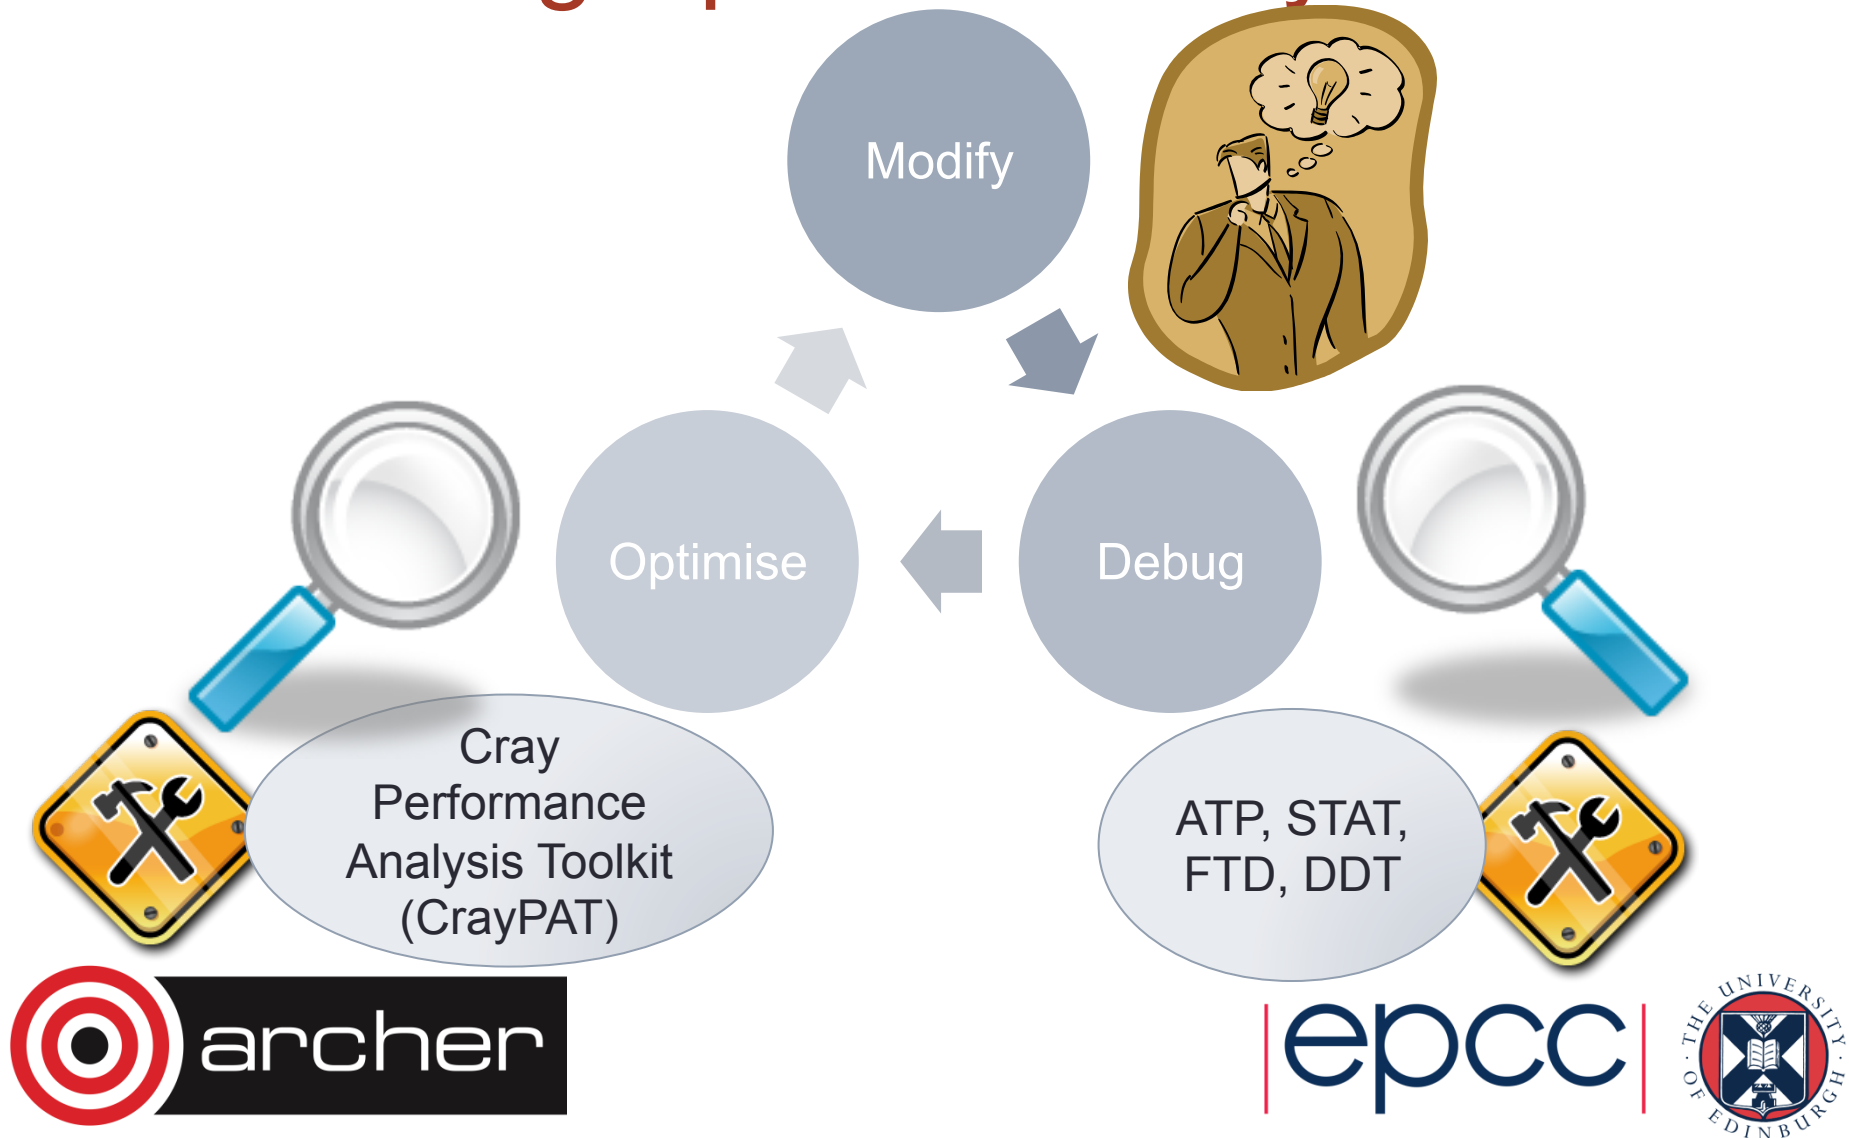 Modify
Optimise
Debug
Cray
Performance
Analysis Toolkit
(CrayPAT)
ATP, STAT,
FTD, DDT
archer
epcc
THE UNIVERSITY OF EDINBURGH